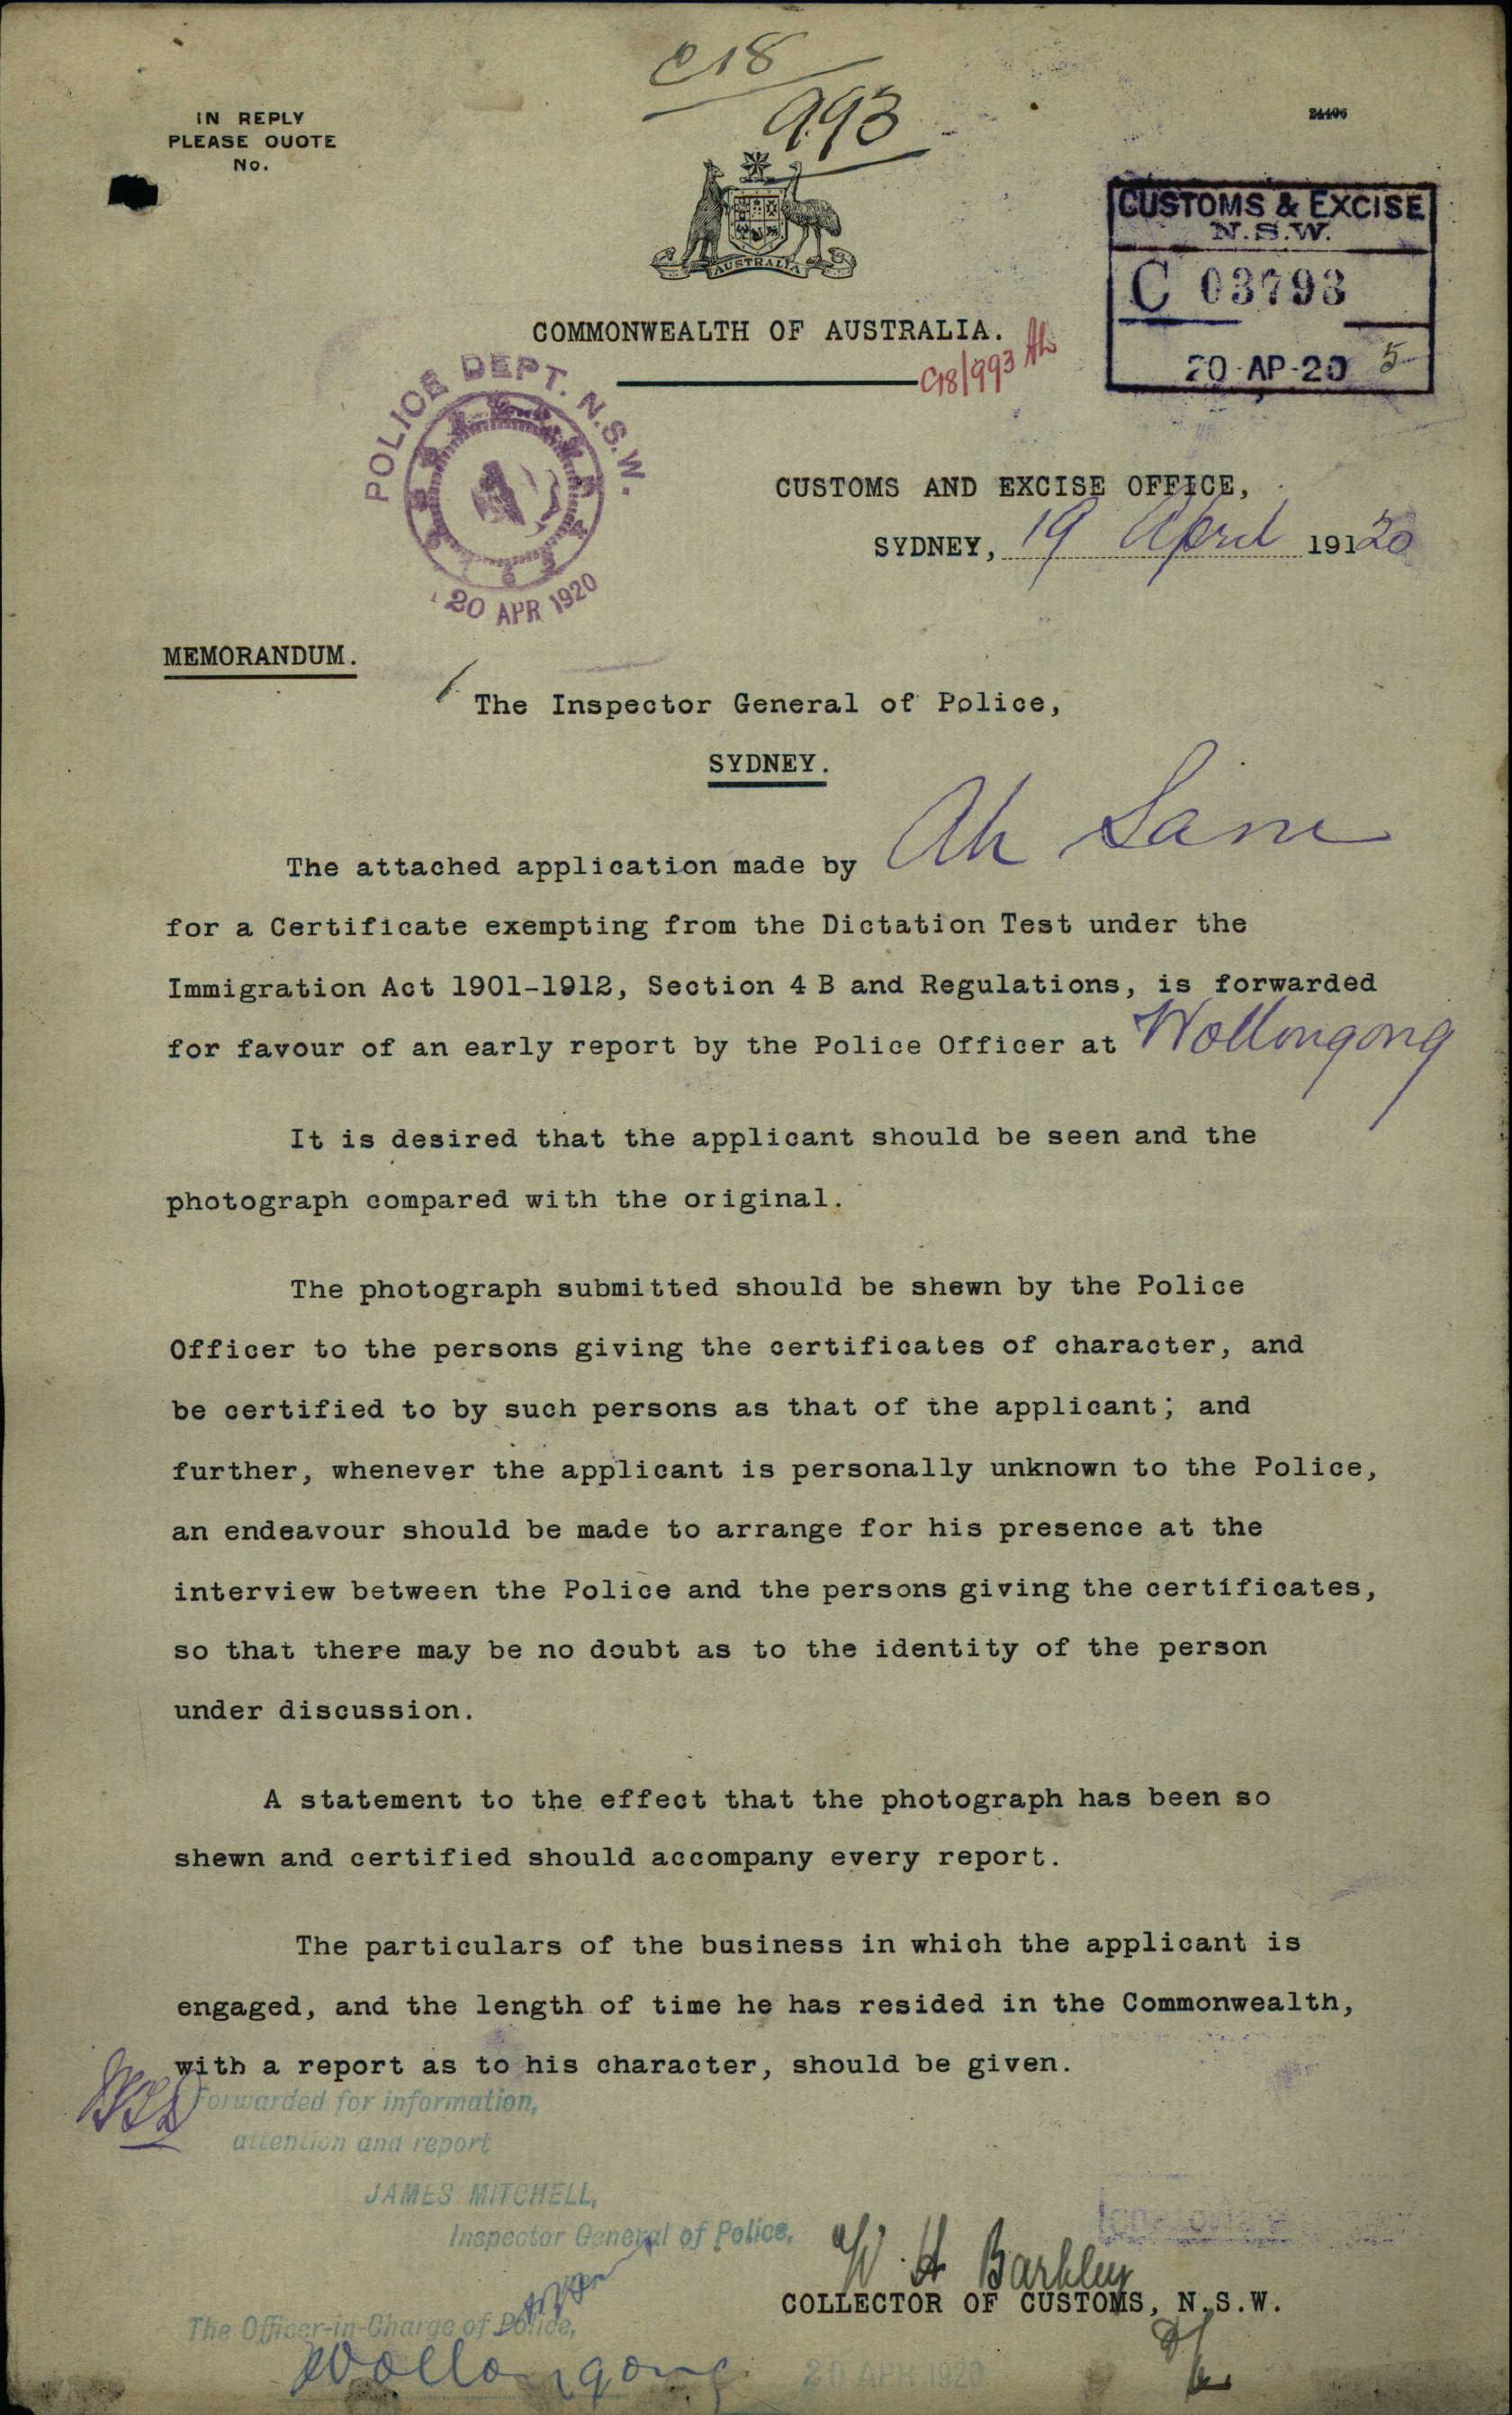 C18
993
IN REPLY
PLEASE QUOTE
No.
24406
CUSTOMS & EXCISE
N.S.W.
C 03793
20·AP·20 5
AUSTRALIA
COMMONWEALTH OF AUSTRALIA.
C18/993
POLICE DEPT. N.S.W.
20 APR 1920
CUSTOMS AND EXCISE OFFICE,
SYDNEY, 19 April 19120
MEMORANDUM.
The Inspector General of Police,
SYDNEY.
The attached application made by Ah Sam
for a Certificate exempting from the Dictation Test under the
Immigration Act 1901-1912, Section 4 B and Regulations, is forwarded
for favour of an early report by the Police Officer at Wollongong
It is desired that the applicant should be seen and the
photograph compared with the original.
The photograph submitted should be shewn by the Police
Officer to the persons giving the certificates of character, and
be certified to by such persons as that of the applicant; and
further, whenever the applicant is personally unknown to the Police,
an endeavour should be made to arrange for his presence at the
interview between the Police and the persons giving the certificates,
so that there may be no doubt as to the identity of the person
under discussion.
A statement to the effect that the photograph has been so
shewn and certified should accompany every report.
The particulars of the business in which the applicant is
engaged, and the length of time he has resided in the Commonwealth,
with a report as to his character, should be given.
Forwarded for information,
attention and report
JAMES MITCHELL,
Inspector General of Police,
W. H. Barkley
COLLECTOR OF CUSTOMS, N.S.W.
The Officer-in-Charge of Police,
Wollongong
20 APR 1920